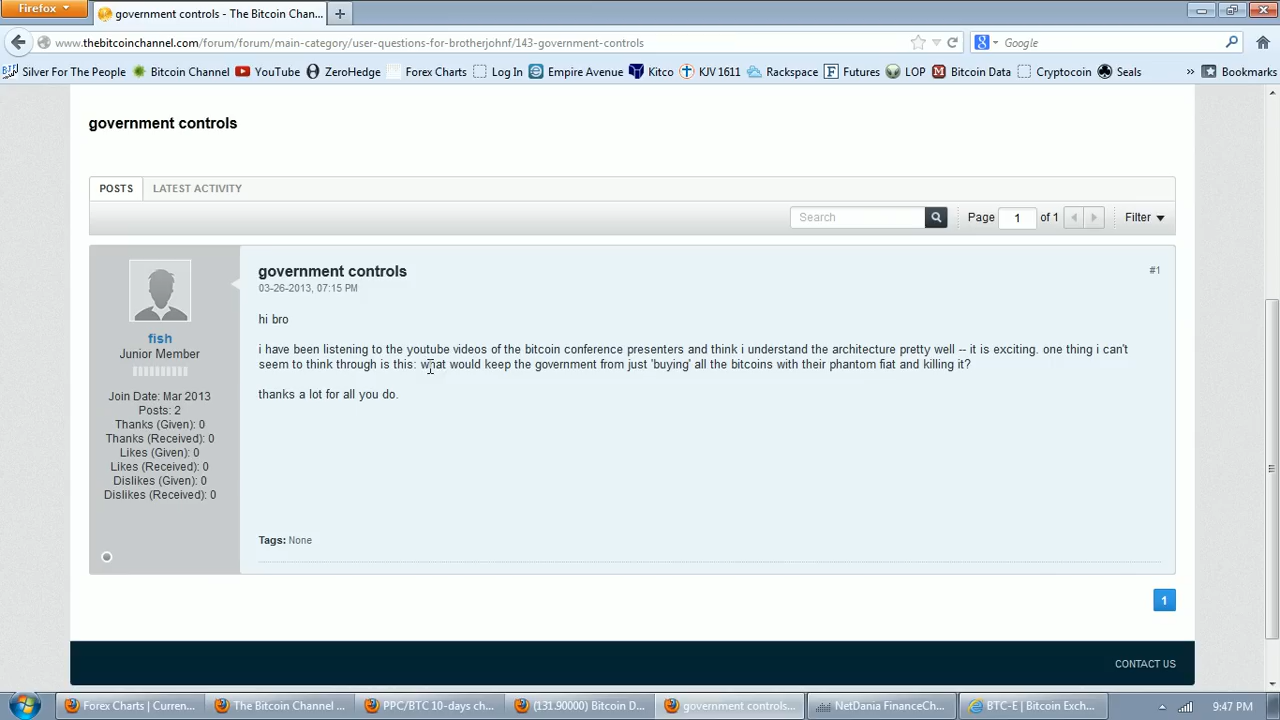 Firefox
government controls - The Bitcoin Chan...
www.thebitcoinchannel.com/forum/forum/main-category/user-questions-for-brotherjohnf/143-government-controls
Google
Silver For The People Bitcoin Channel YouTube ZeroHedge Forex Charts Log In Empire Avenue Kitco KJV 1611 Rackspace Futures LOP Bitcoin Data Cryptocoin Seals » Bookmarks
government controls
POSTS LATEST ACTIVITY
Search Page 1 of 1 Filter
government controls #1
03-26-2013, 07:15 PM
hi bro
fish
Junior Member
i have been listening to the youtube videos of the bitcoin conference presenters and think i understand the architecture pretty well -- it is exciting. one thing i can't
seem to think through is this: what would keep the government from just 'buying' all the bitcoins with their phantom fiat and killing it?
thanks a lot for all you do.
Join Date: Mar 2013
Posts: 2
Thanks (Given): 0
Thanks (Received): 0
Likes (Given): 0
Likes (Received): 0
Dislikes (Given): 0
Dislikes (Received): 0
Tags: None
1
CONTACT US
Forex Charts | Curren... The Bitcoin Channel ... PPC/BTC 10-days ch... (131.90000) Bitcoin D... government controls... NetDania FinanceCh... BTC-E | Bitcoin Exch... 9:47 PM